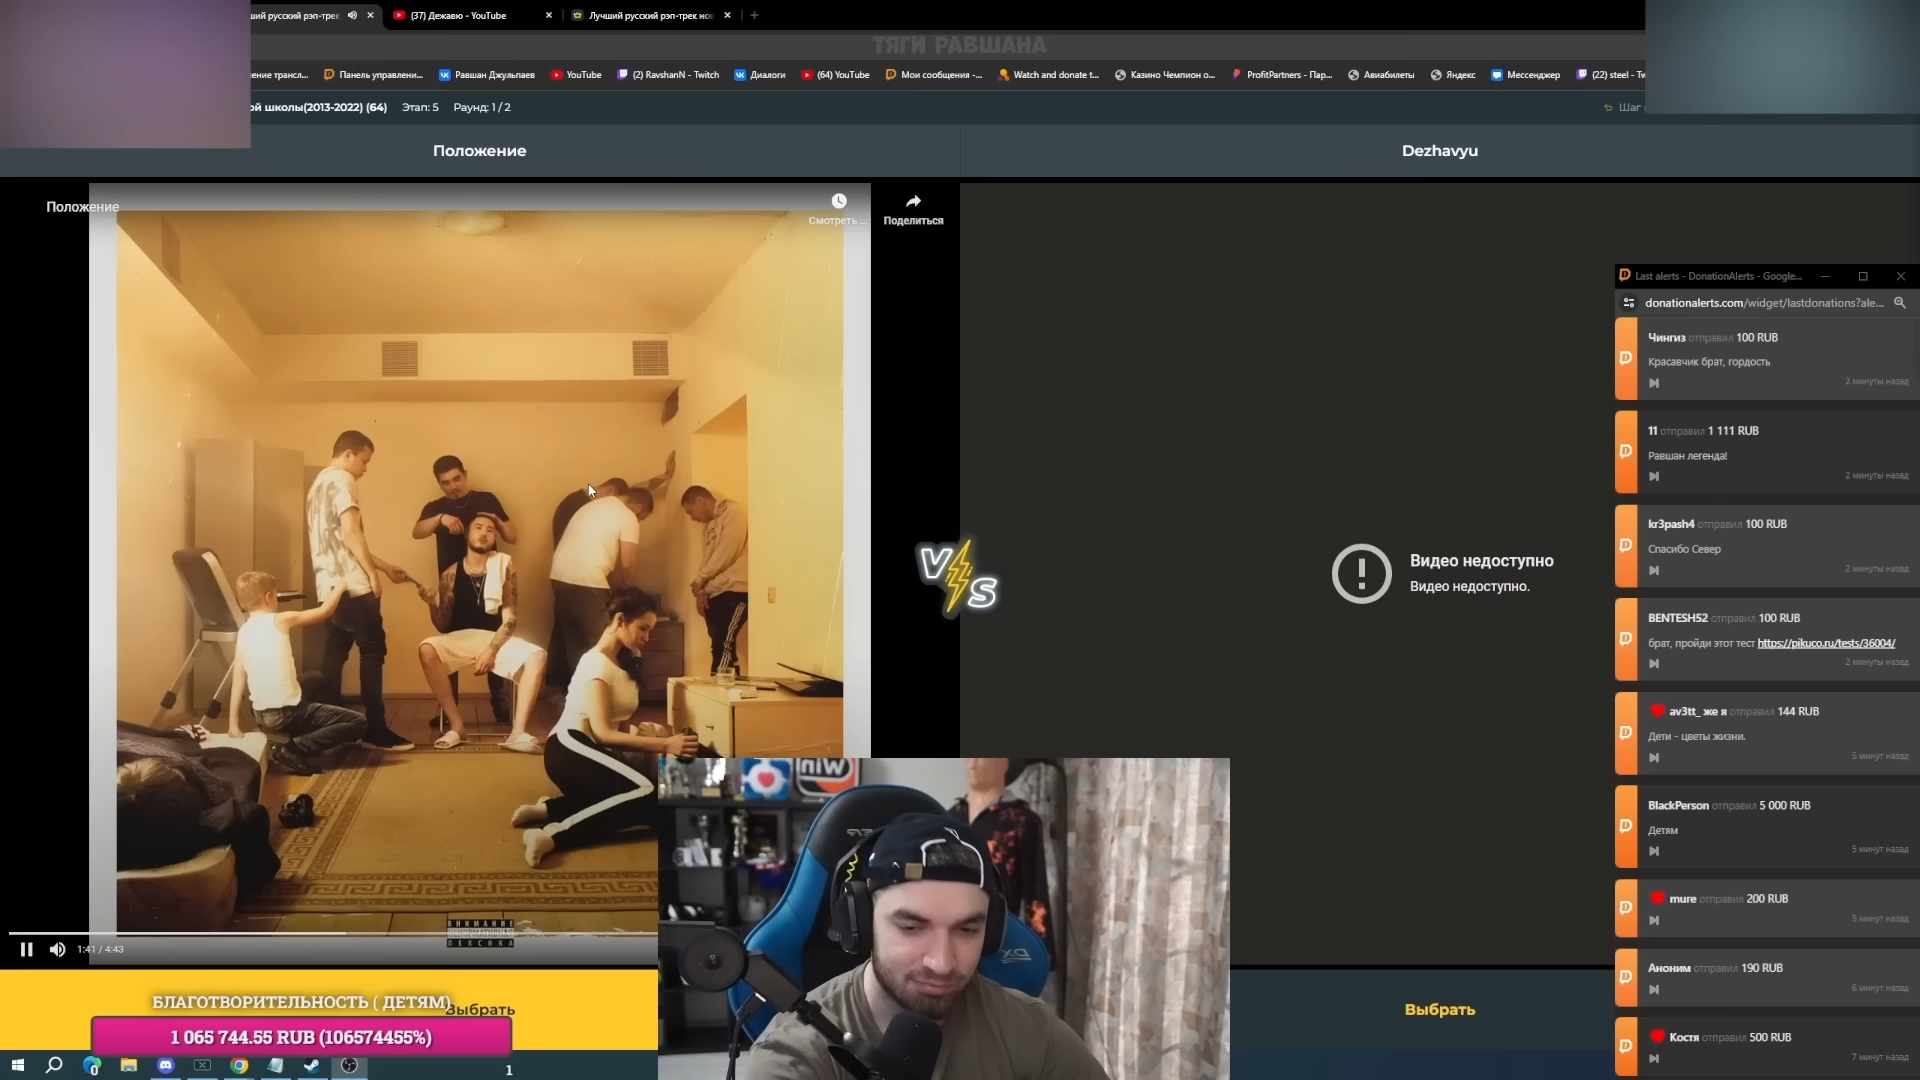 ший русский рэп-трек
(37) Дежавю - YouTube
Лучший русский рэп-трек нов
ТЯГИ РАВШАНА
ение трансл...
Панель управлени...
Равшан Джульпаев
YouTube
(2) RavshanN - Twitch
Диалоги
(64) YouTube
Мои сообщения -...
Watch and donate t...
Казино Чемпион о...
ProfitPartners - Пар...
Авиабилеты
Яндекс
Мессенджер
(22) steel - Tw
ой школы(2013-2022) (64)
Этап: 5
Раунд: 1 / 2
Шаг
Положение
Dezhavyu
Положение
Смотреть ...
Поделиться
VS
Видео недоступно
Видео недоступно.
ВНИМАНИЕ
ЛЕКСИКА
1:41 / 4:43
Выбрать
Выбрать
БЛАГОТВОРИТЕЛЬНОСТЬ ( ДЕТЯМ)
1 065 744.55 RUB (106574455%)
1
Last alerts - DonationAlerts - Google...
donationalerts.com/widget/lastdonations?ale...
Чингиз отправил 100 RUB
Красавчик брат, гордость
2 минуты назад
11 отправил 1 111 RUB
Равшан легенда!
2 минуты назад
kr3pash4 отправил 100 RUB
Спасибо Север
2 минуты назад
BENTESH52 отправил 100 RUB
брат, пройди этот тест https://pikuco.ru/tests/36004/
2 минуты назад
av3tt_ же я отправил 144 RUB
Дети - цветы жизни.
5 минут назад
BlackPerson отправил 5 000 RUB
Детям
5 минут назад
mure отправил 200 RUB
5 минут назад
Аноним отправил 190 RUB
6 минут назад
Костя отправил 500 RUB
7 минут назад